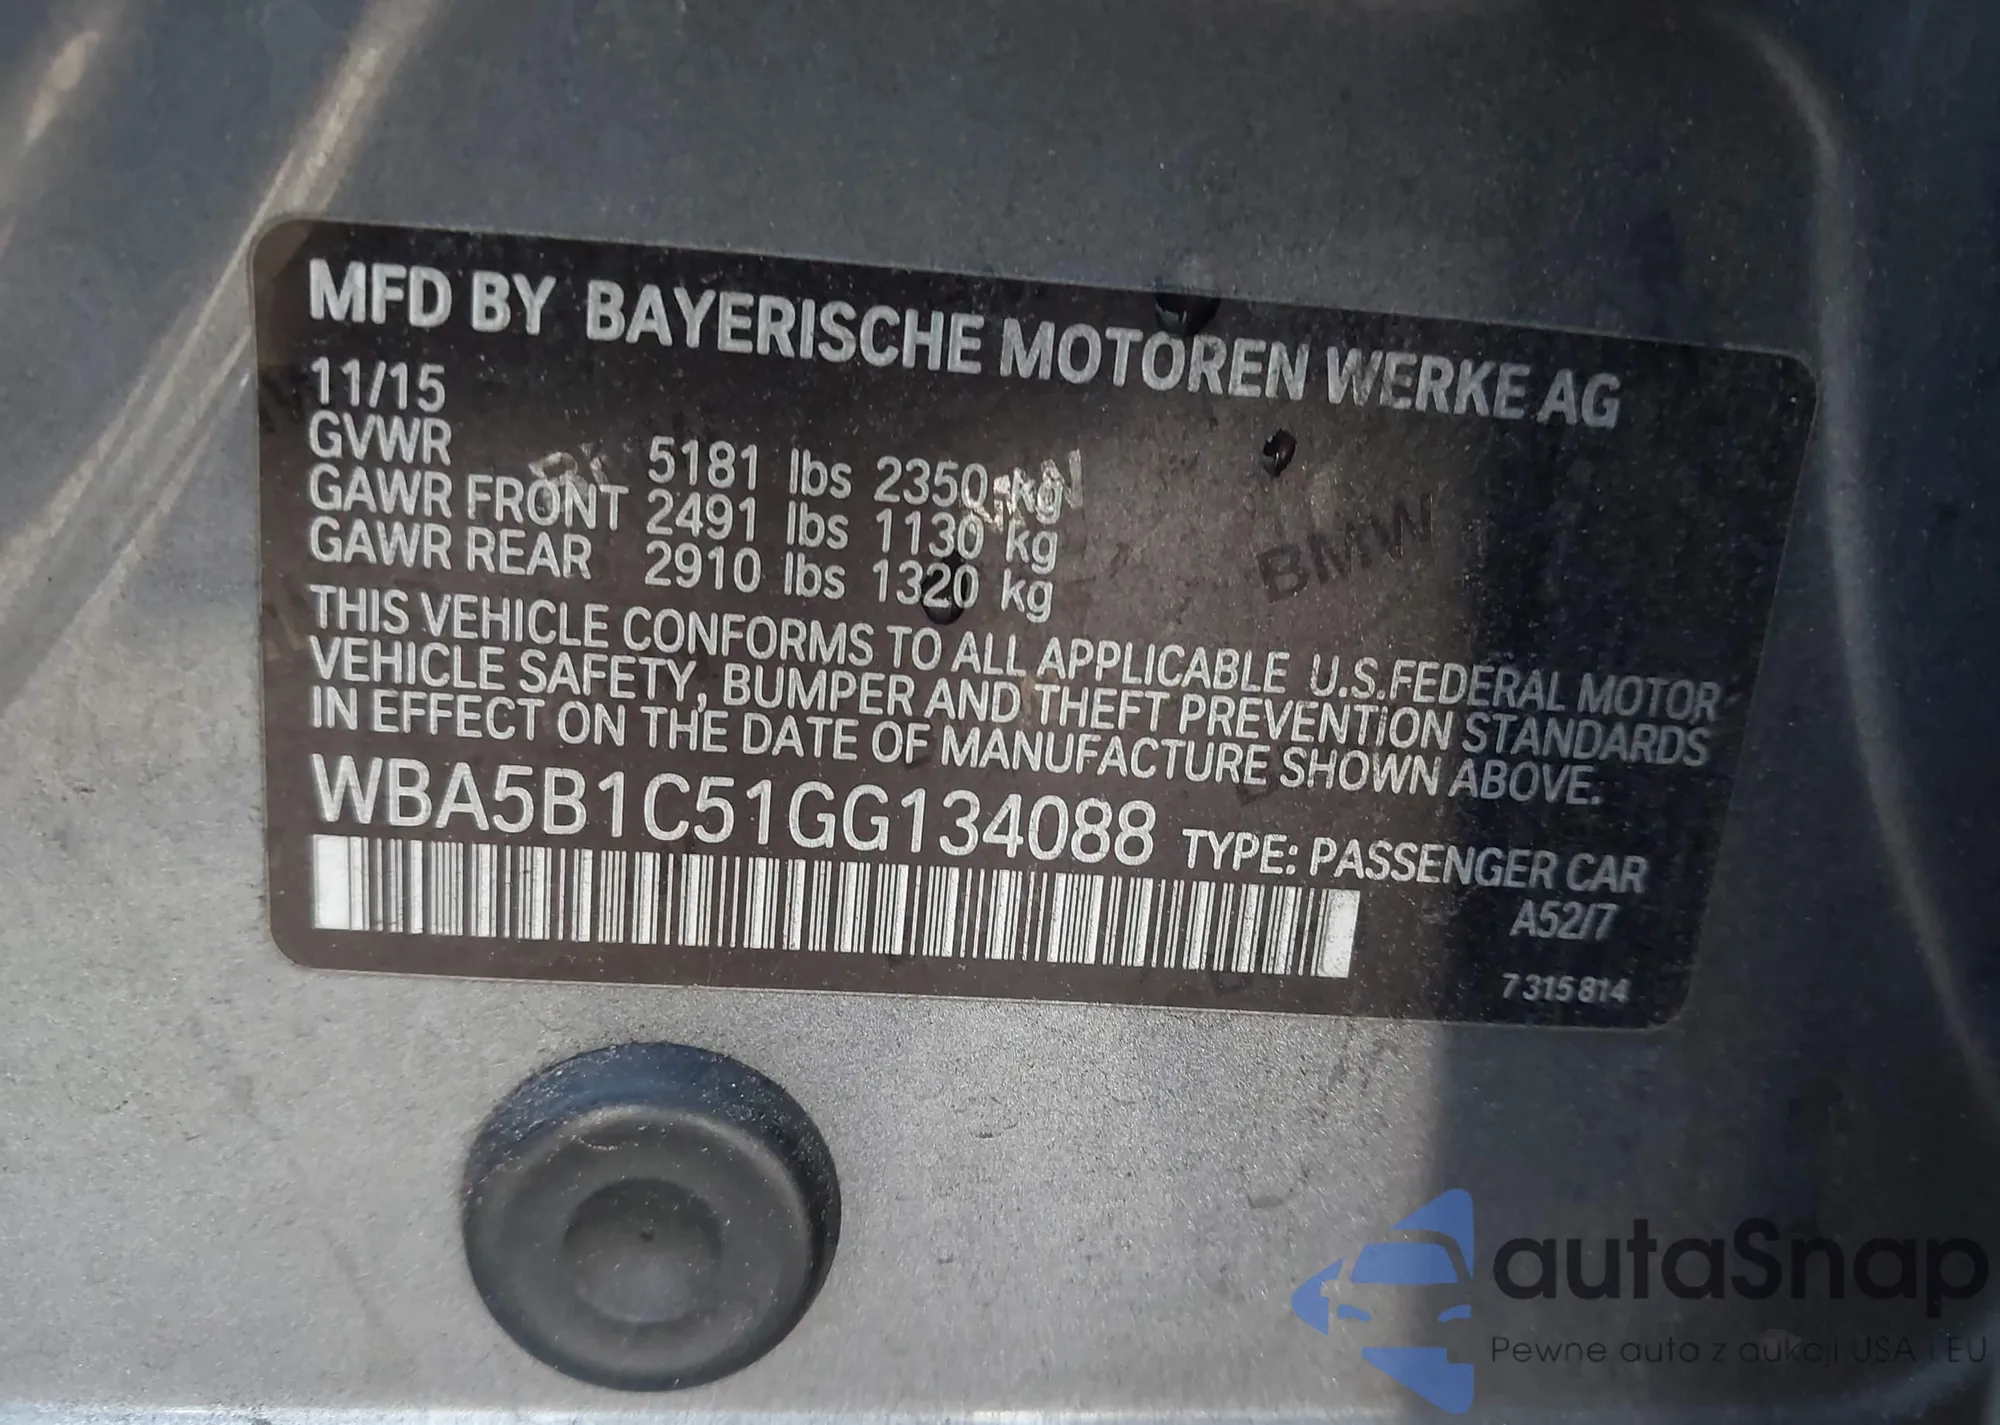 MFD BY BAYERISCHE MOTOREN WERKE AG
11/15
GVWR 5181 lbs 2350 kg
GAWR FRONT 2491 lbs 1130 kg
GAWR REAR 2910 lbs 1320 kg
THIS VEHICLE CONFORMS TO ALL APPLICABLE U.S.FEDERAL MOTOR
VEHICLE SAFETY, BUMPER AND THEFT PREVENTION STANDARDS
IN EFFECT ON THE DATE OF MANUFACTURE SHOWN ABOVE.
WBA5B1C51GG134088 TYPE: PASSENGER CAR
A52/7
7 315 814
BMW
autaSnap
Pewne auta z aukcji USA i EU